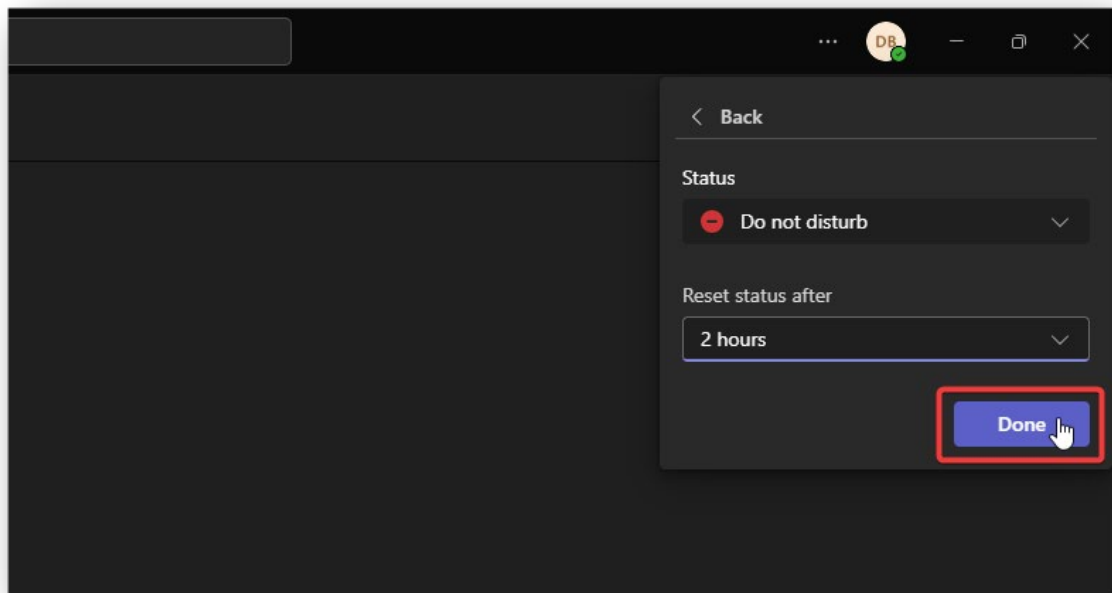 DB
Back
Status
Do not disturb
Reset status after
2 hours
Done